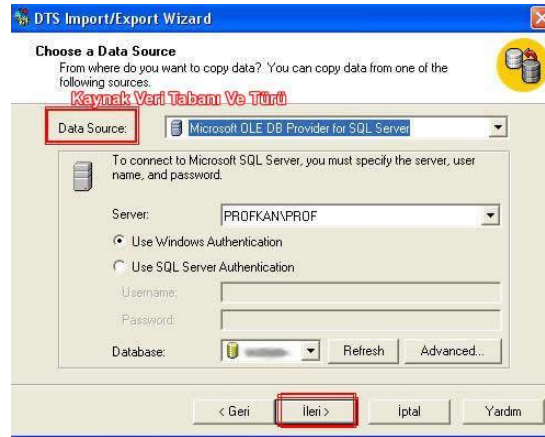 DTS Import/Export Wizard
Choose a Data Source
From where do you want to copy data? You can copy data from one of the
following sources.
Kaynak Veri Tabanı Ve Türü
Data Source: Microsoft OLE DB Provider for SQL Server
To connect to Microsoft SQL Server, you must specify the server, user
name, and password.
Server: PROFKAN\PROF
Use Windows Authentication
Use SQL Server Authentication
Username:
Password:
Database: Refresh Advanced...
< Geri İleri > İptal Yardım